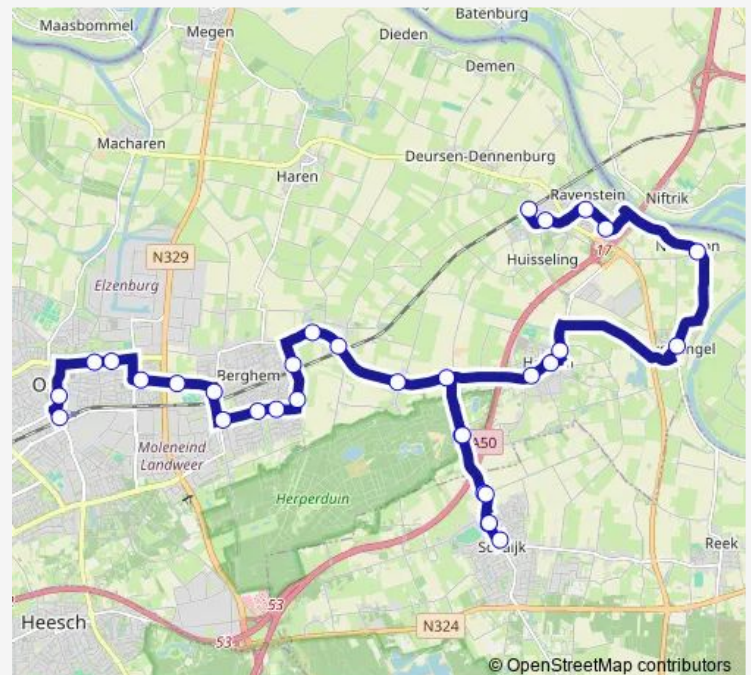 Batenburg
Maasbommel
Megen
Dieden
Demen
Macharen
Deursen-Dennenburg
Haren
Ravenstein
Niftrik
N329
17
Huisseling
Elzenburg
Berghem
Moleneind
Landweer
A50
Herperduin
Reek
53
Heesch
N324
53
© OpenStreetMap contributors